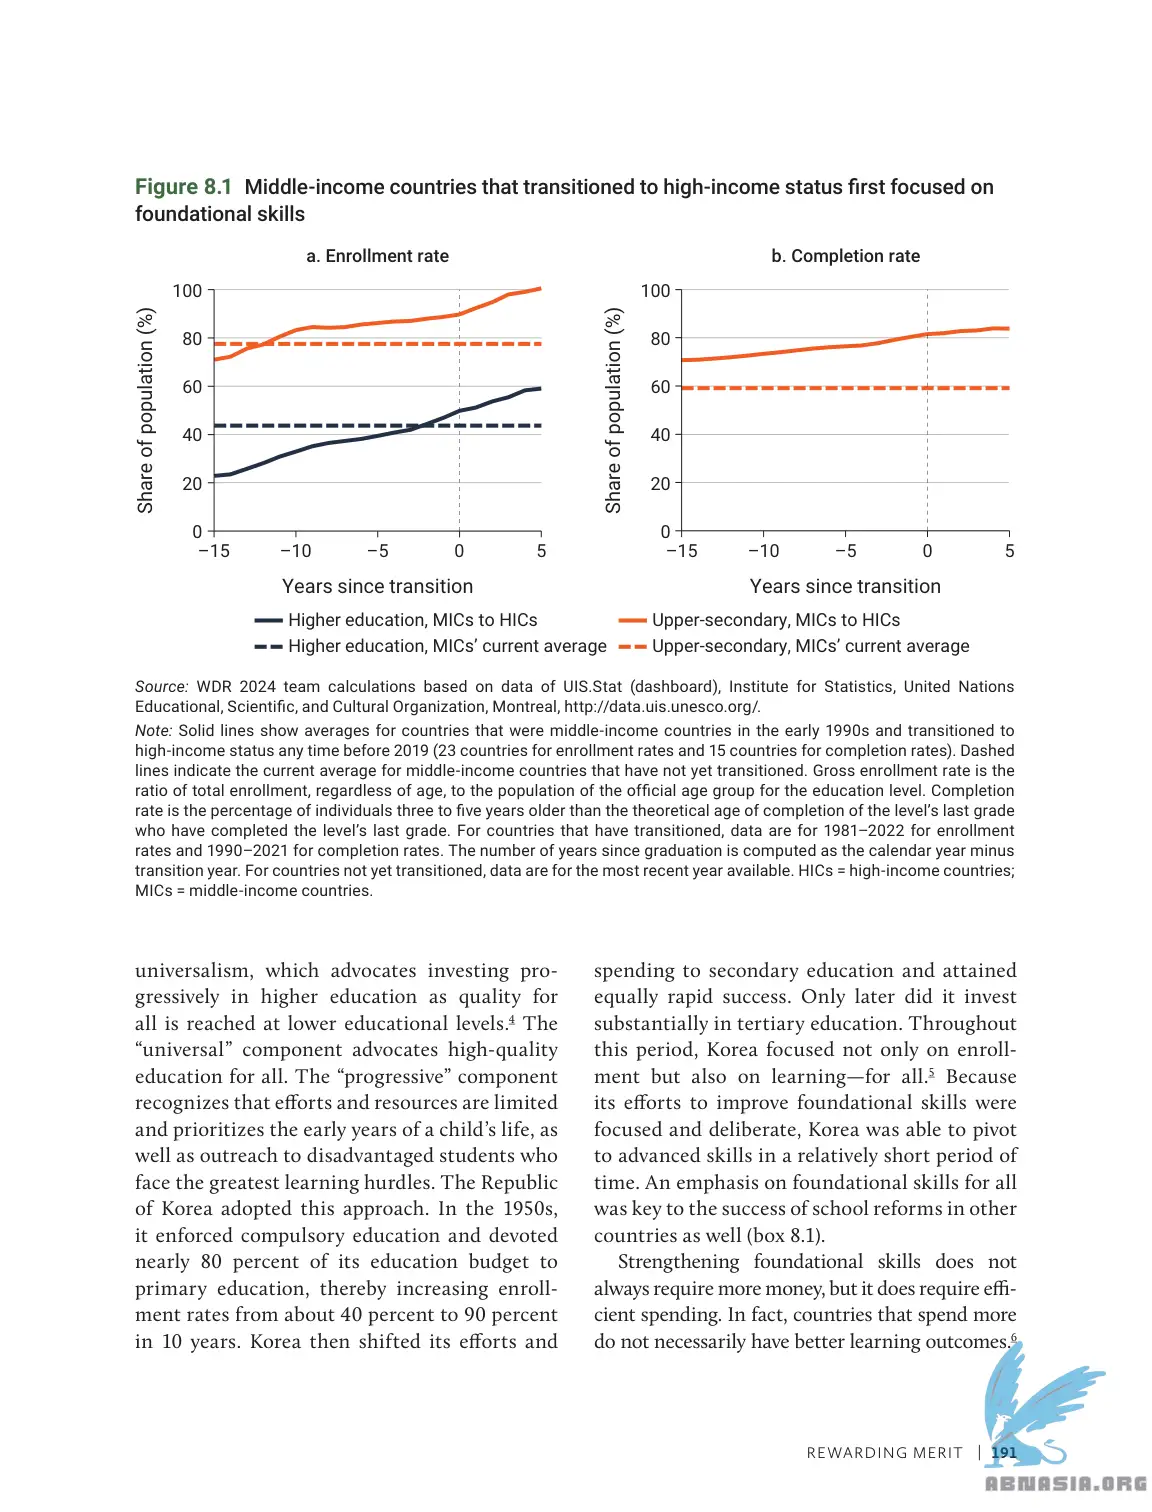 Figure 8.1 Middle-income countries that transitioned to high-income status first focused on
foundational skills
a. Enrollment rate
Share of population (%)
100
80
60
40
20
0
–15
–10
–5
0
5
Years since transition
b. Completion rate
Share of population (%)
100
80
60
40
20
0
–15
–10
–5
0
5
Years since transition
Higher education, MICs to HICs
Upper-secondary, MICs to HICs
Higher education, MICs’ current average
Upper-secondary, MICs’ current average
Source: WDR 2024 team calculations based on data of UIS.Stat (dashboard), Institute for Statistics, United Nations
Educational, Scientific, and Cultural Organization, Montreal, http://data.uis.unesco.org/.
Note: Solid lines show averages for countries that were middle-income countries in the early 1990s and transitioned to
high-income status any time before 2019 (23 countries for enrollment rates and 15 countries for completion rates). Dashed
lines indicate the current average for middle-income countries that have not yet transitioned. Gross enrollment rate is the
ratio of total enrollment, regardless of age, to the population of the official age group for the education level. Completion
rate is the percentage of individuals three to five years older than the theoretical age of completion of the level’s last grade
who have completed the level’s last grade. For countries that have transitioned, data are for 1981–2022 for enrollment
rates and 1990–2021 for completion rates. The number of years since graduation is computed as the calendar year minus
transition year. For countries not yet transitioned, data are for the most recent year available. HICs = high-income countries;
MICs = middle-income countries.
universalism, which advocates investing pro-
gressively in higher education as quality for
all is reached at lower educational levels.4 The
“universal” component advocates high-quality
education for all. The “progressive” component
recognizes that efforts and resources are limited
and prioritizes the early years of a child’s life, as
well as outreach to disadvantaged students who
face the greatest learning hurdles. The Republic
of Korea adopted this approach. In the 1950s,
it enforced compulsory education and devoted
nearly 80 percent of its education budget to
primary education, thereby increasing enroll-
ment rates from about 40 percent to 90 percent
in 10 years. Korea then shifted its efforts and
spending to secondary education and attained
equally rapid success. Only later did it invest
substantially in tertiary education. Throughout
this period, Korea focused not only on enroll-
ment but also on learning—for all.5 Because
its efforts to improve foundational skills were
focused and deliberate, Korea was able to pivot
to advanced skills in a relatively short period of
time. An emphasis on foundational skills for all
was key to the success of school reforms in other
countries as well (box 8.1).
Strengthening foundational skills does not
always require more money, but it does require effi-
cient spending. In fact, countries that spend more
do not necessarily have better learning outcomes.6
REWARDING MERIT | 191
ABNASIA.ORG